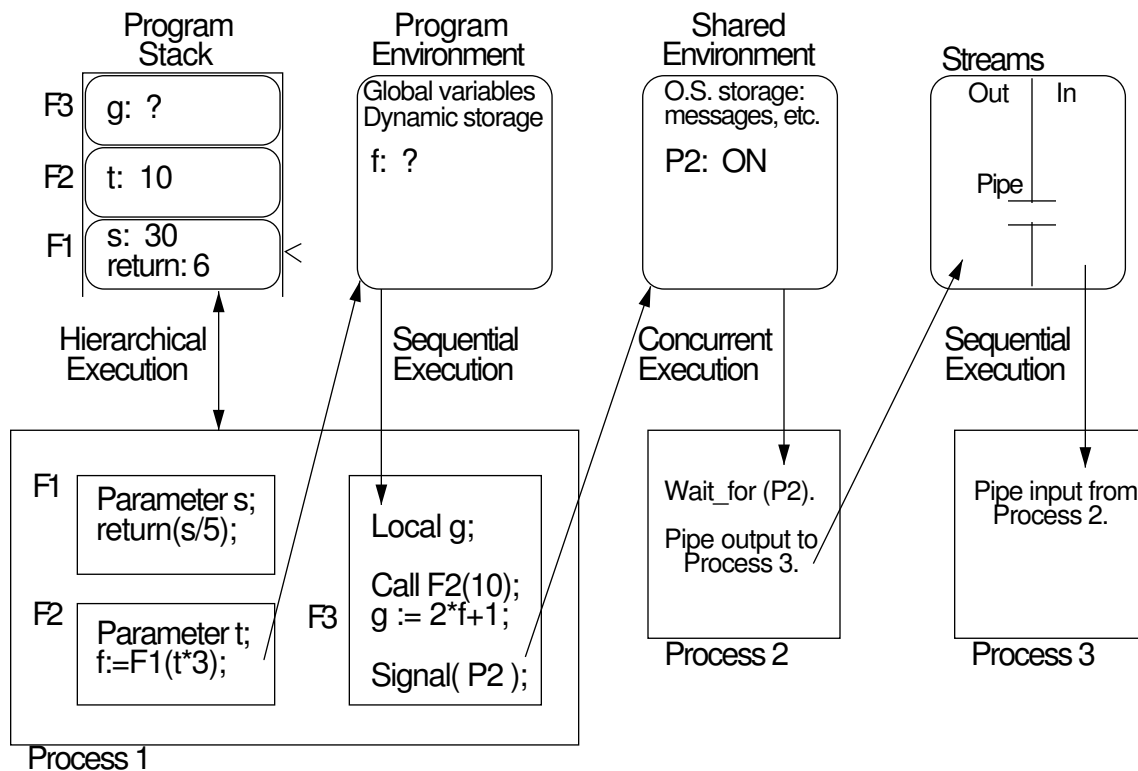 Program
Stack
F3
g: ?
F2
t: 10
F1
s: 30
return: 6
<
Program
Environment
Global variables
Dynamic storage
f: ?
Shared
Environment
O.S. storage:
messages, etc.
P2: ON
Streams
Out
In
Pipe
Hierarchical
Execution
Sequential
Execution
Concurrent
Execution
Sequential
Execution
F1
Parameter s;
return(s/5);
F2
Parameter t;
f:=F1(t*3);
F3
Local g;
Call F2(10);
g := 2*f+1;
Signal( P2 );
Process 1
Wait_for (P2).
Pipe output to
Process 3.
Process 2
Pipe input from
Process 2.
Process 3